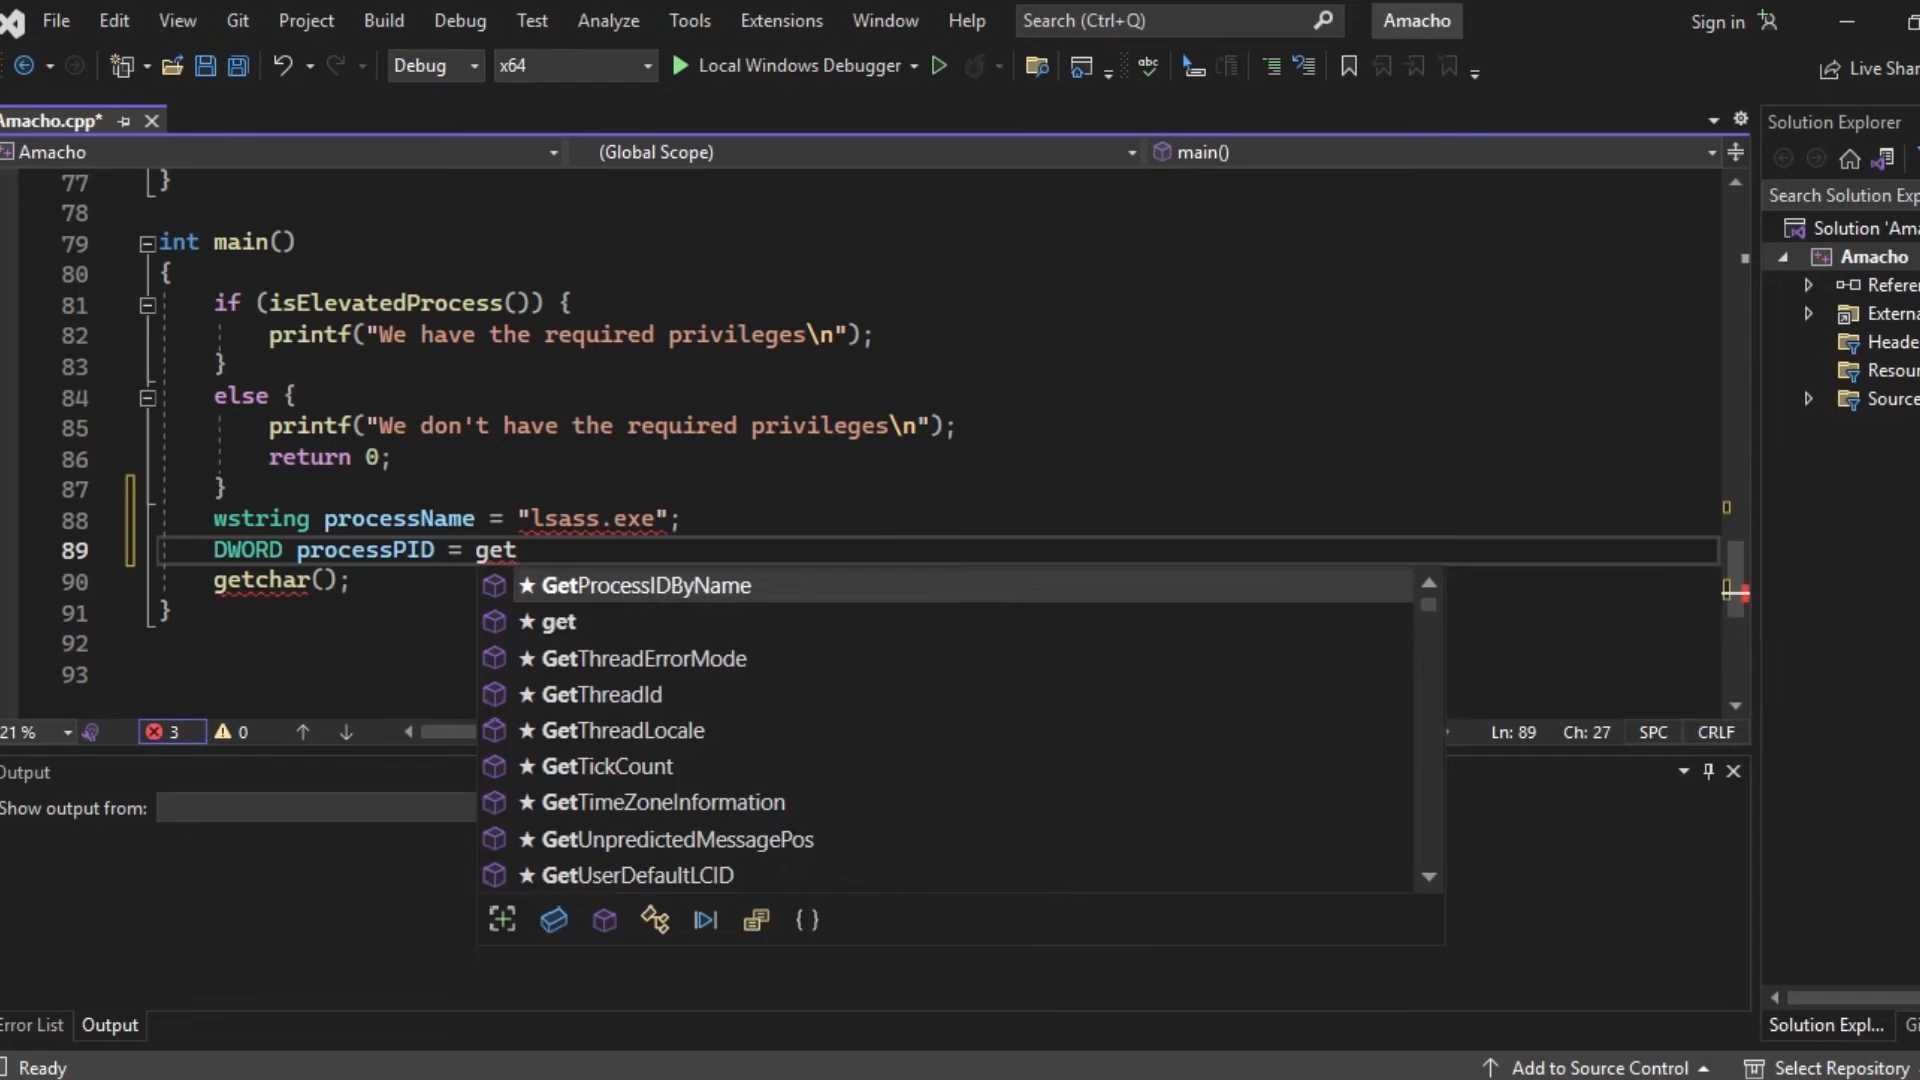 File Edit View Git Project Build Debug Test Analyze Tools Extensions Window Help Search (Ctrl+Q) Amacho Sign in
Debug x64 Local Windows Debugger Live Shar
Amacho.cpp*
Amacho (Global Scope) main()
77 }
78
79 int main()
80 {
81 if (isElevatedProcess()) {
82 printf("We have the required privileges\n");
83 }
84 else {
85 printf("We don't have the required privileges\n");
86 return 0;
87 }
88 wstring processName = "lsass.exe";
89 DWORD processPID = get
90 getchar();
91 }
92
93
★ GetProcessIDByName
★ get
★ GetThreadErrorMode
★ GetThreadId
★ GetThreadLocale
★ GetTickCount
★ GetTimeZoneInformation
★ GetUnpredictedMessagePos
★ GetUserDefaultLCID
{ }
21 % 3 0 Ln: 89 Ch: 27 SPC CRLF
Output
Show output from:
Error List Output
Ready Add to Source Control Select Repository
Solution Explorer
Search Solution Exp
Solution 'Ama
Amacho
Referen
Externa
Heade
Resour
Source
Solution Expl... Gi